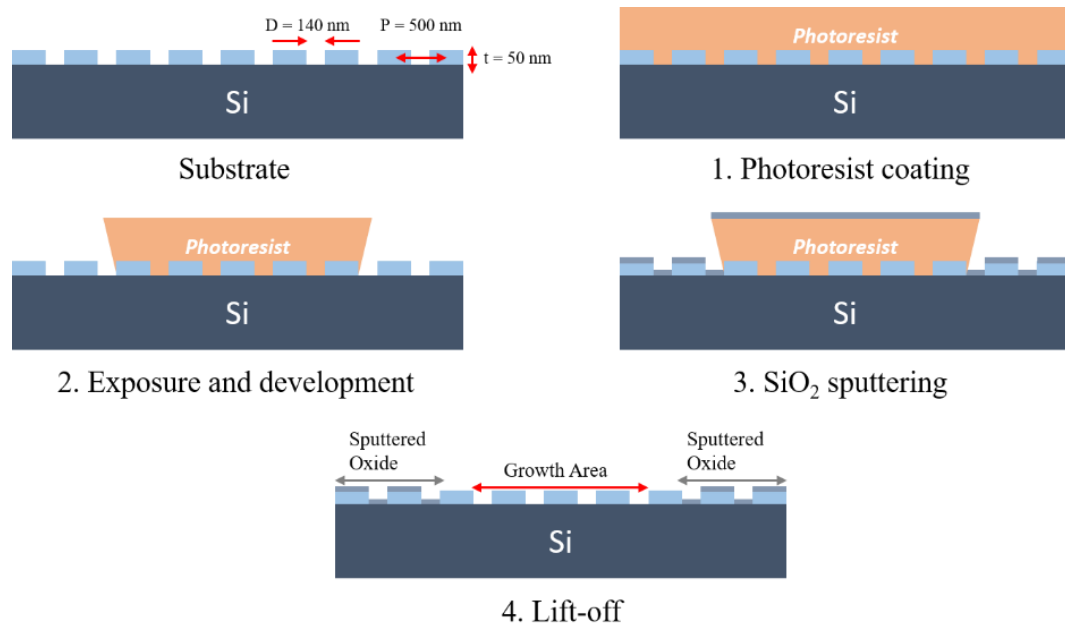 D = 140 nm
P = 500 nm
t = 50 nm
Si
Substrate
Photoresist
Si
1. Photoresist coating
Photoresist
Si
2. Exposure and development
Photoresist
Si
3. SiO₂ sputtering
Sputtered
Oxide
Growth Area
Sputtered
Oxide
Si
4. Lift-off